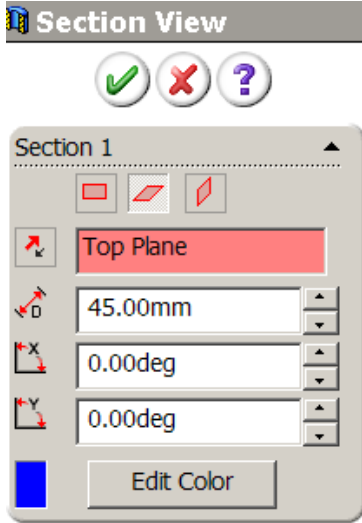 Section View
?
Section 1
Top Plane
D
45.00mm
X
0.00deg
Y
0.00deg
Edit Color